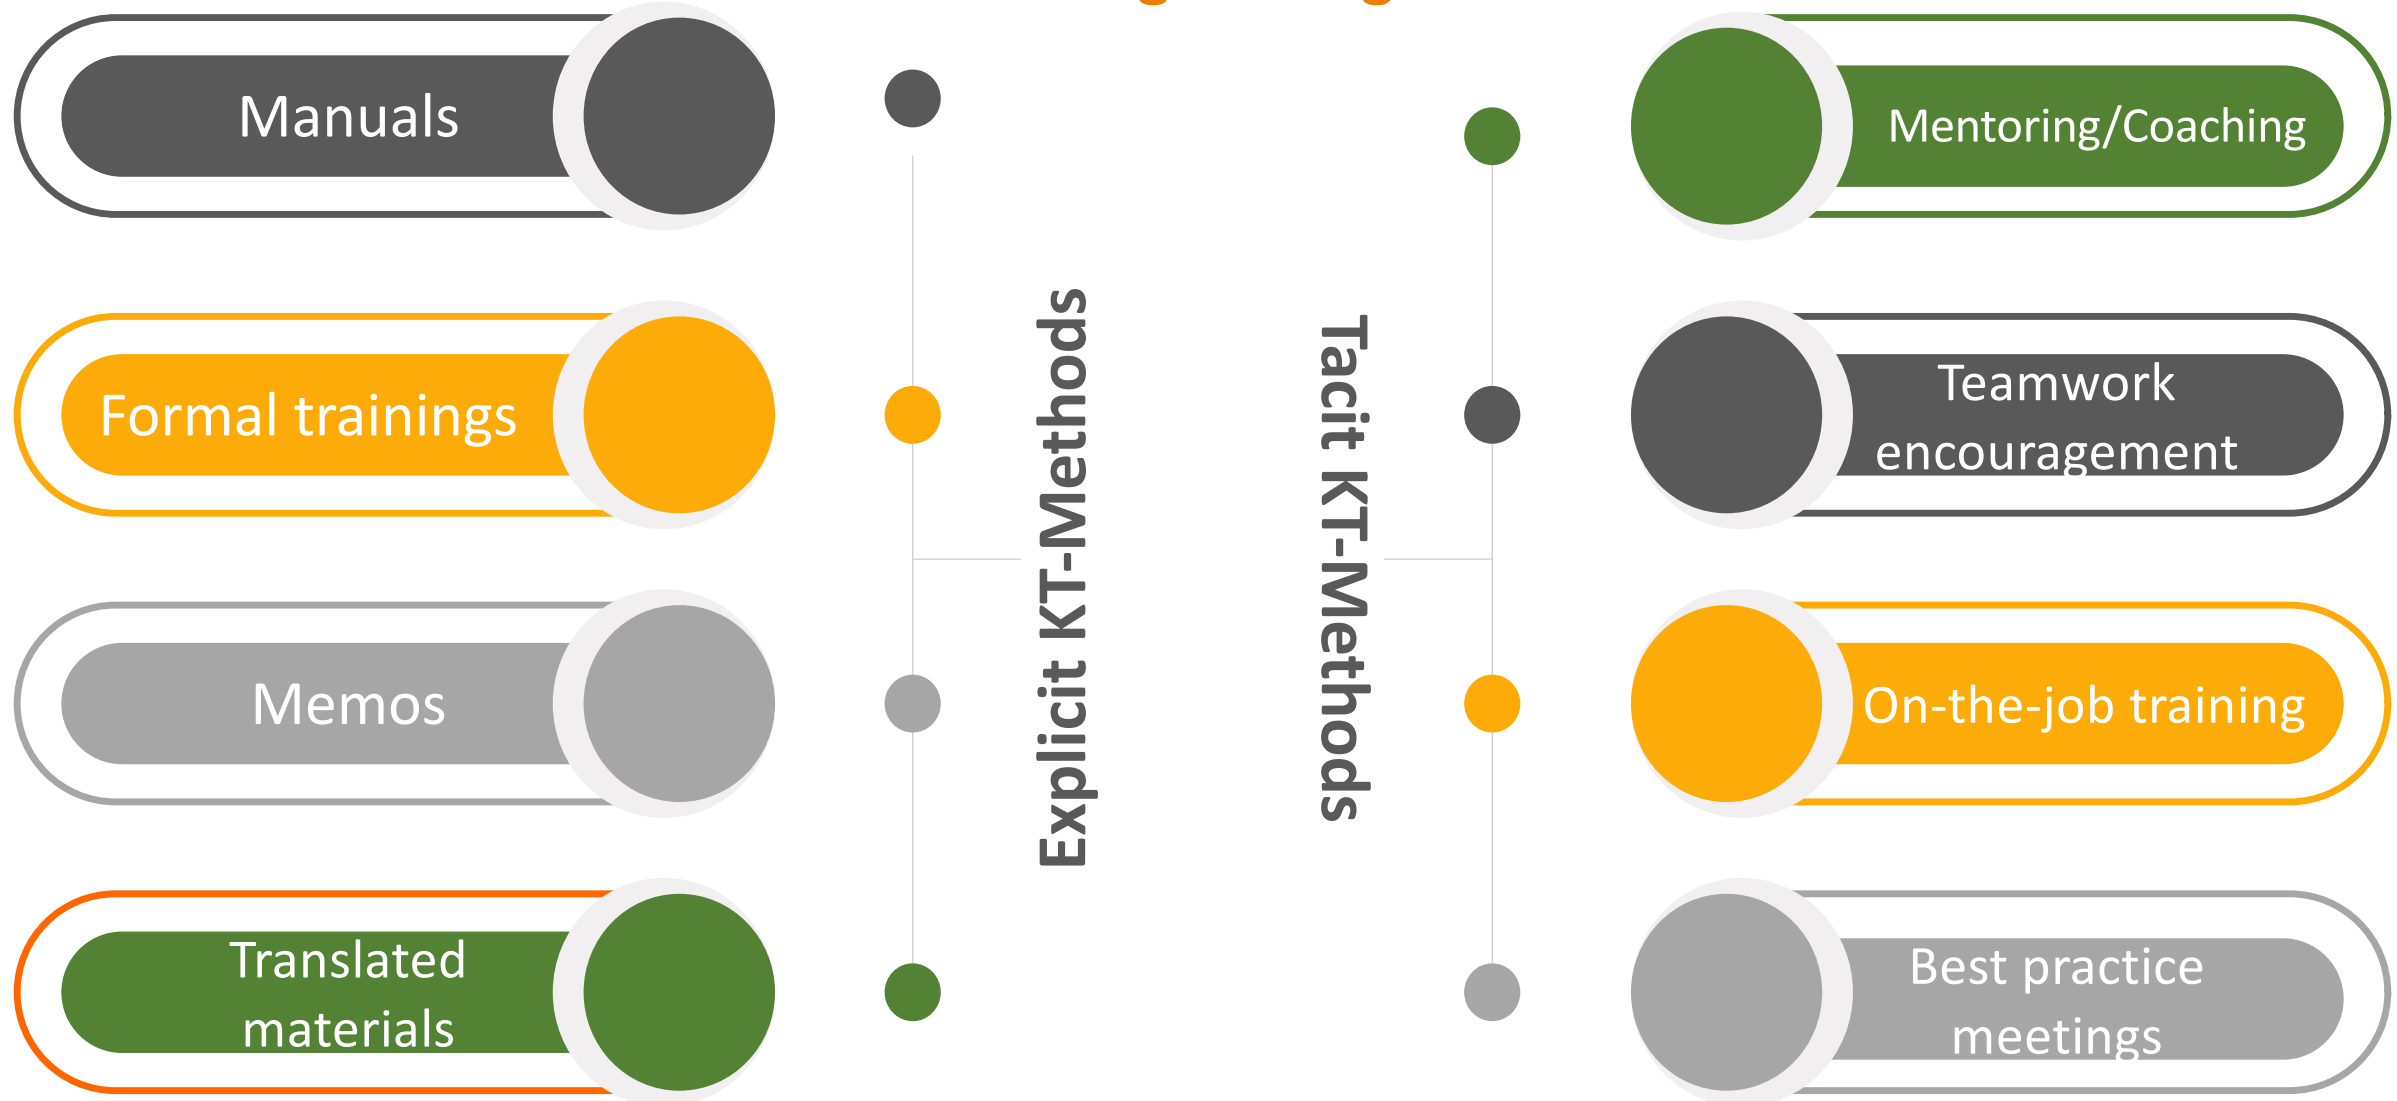 Manuals
Formal trainings
Memos
Translated
materials
Explicit KT-Methods
Tacit KT-Methods
Mentoring/Coaching
Teamwork
encouragement
On-the-job training
Best practice
meetings